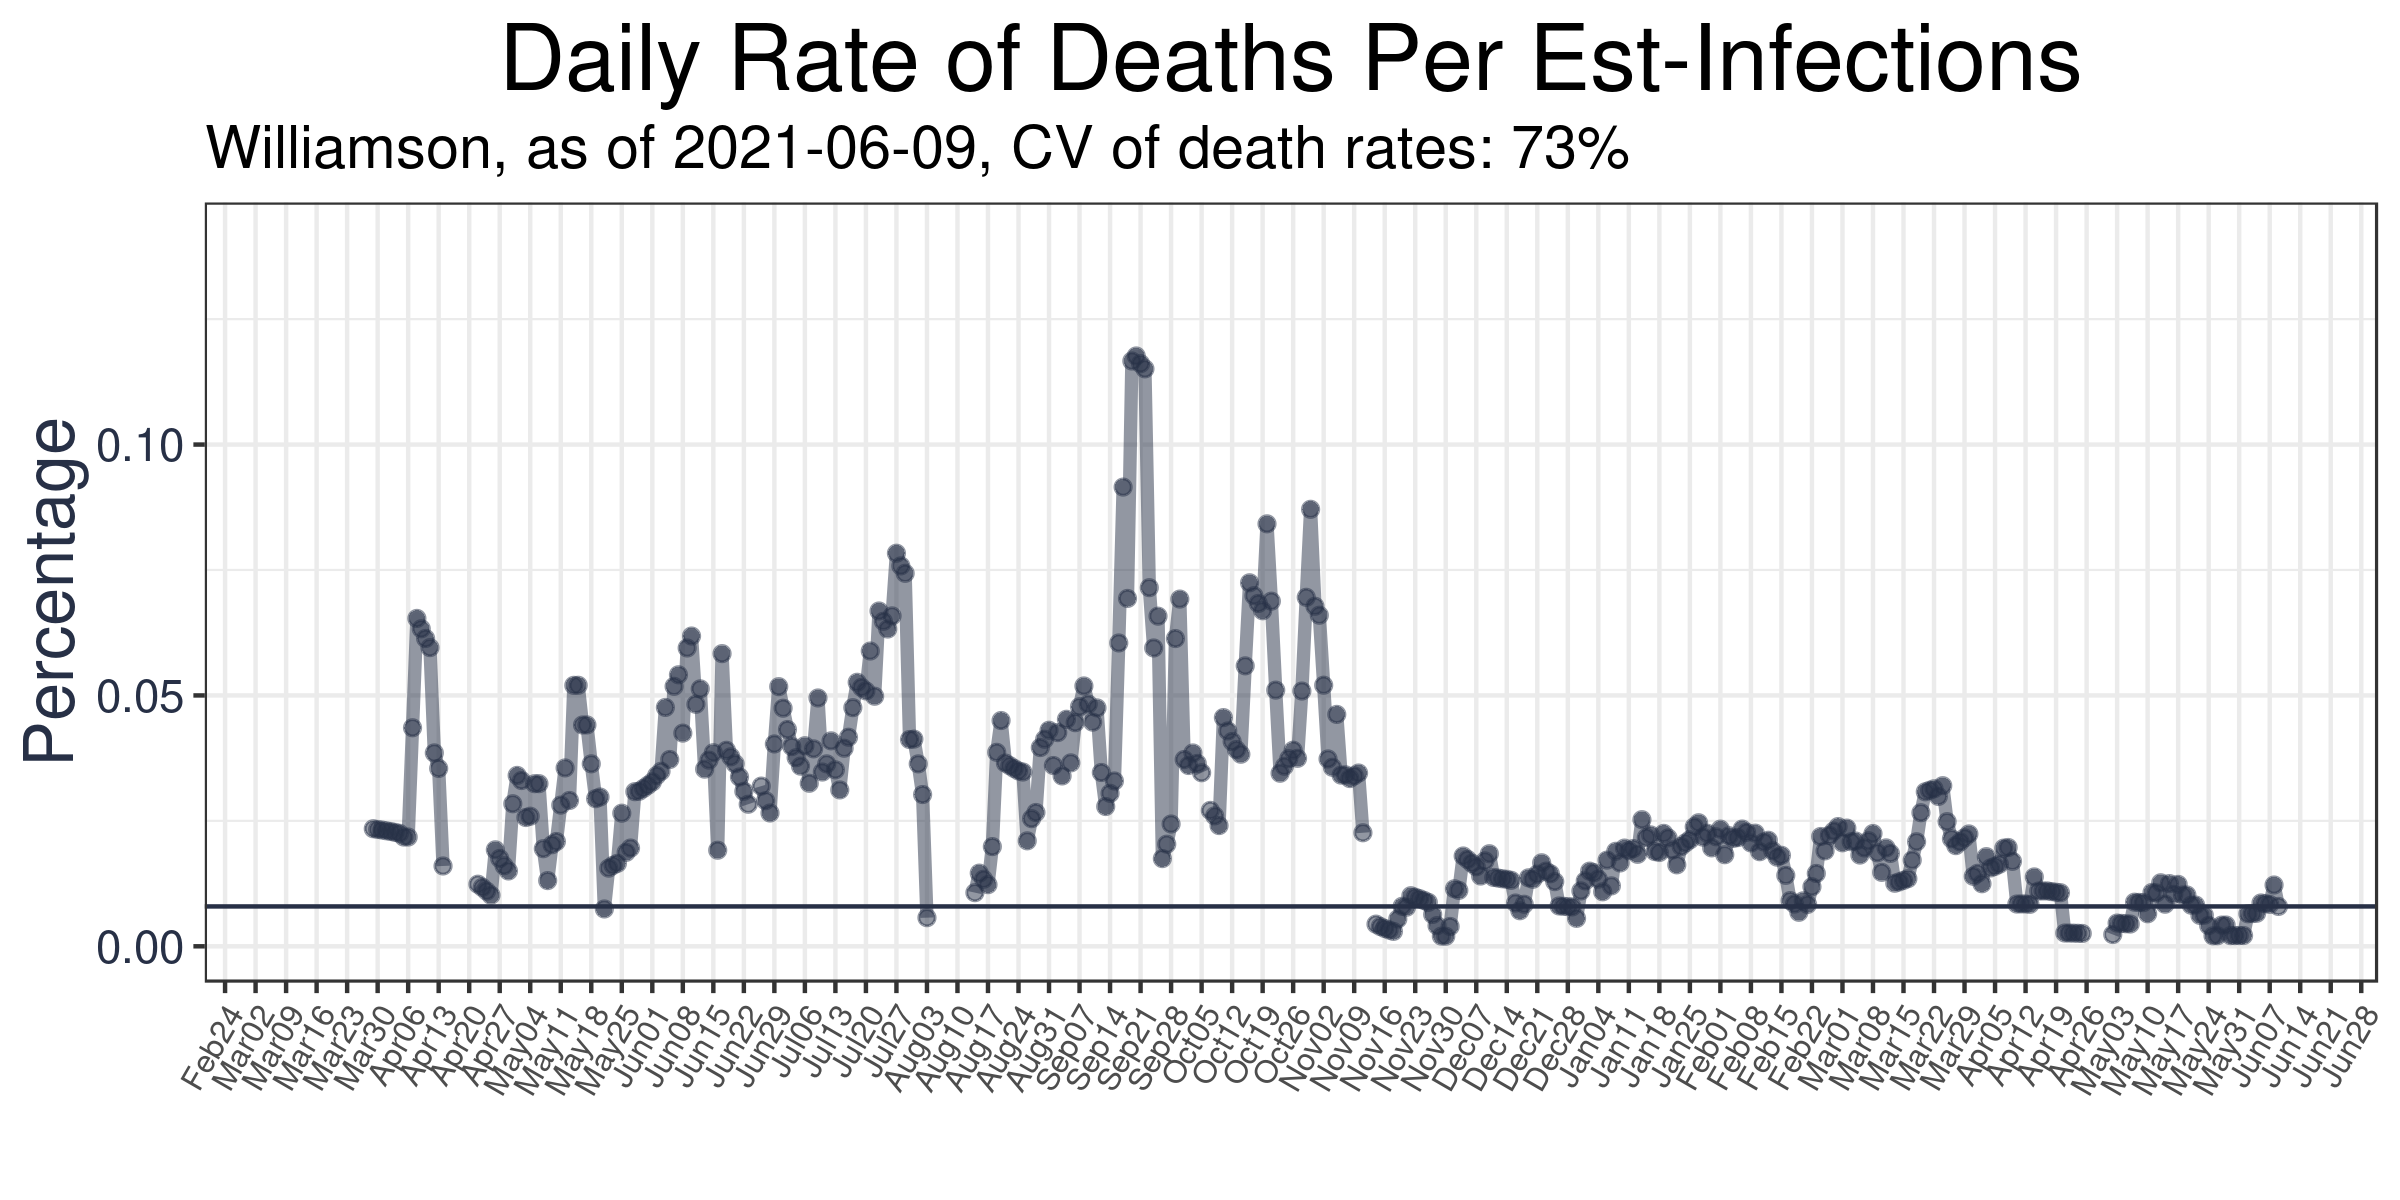 Daily Rate of Deaths Per Est-Infections
Williamson, as of 2021-06-09, CV of death rates: 73%
Percentage
0.10
0.05
0.00
Feb24
Mar02
Mar09
Mar16
Mar23
Mar30
Apr06
Apr13
Apr20
Apr27
May04
May11
May18
May25
Jun01
Jun08
Jun15
Jun22
Jun29
Jul06
Jul13
Jul20
Jul27
Aug03
Aug10
Aug17
Aug24
Aug31
Sep07
Sep14
Sep21
Sep28
Oct05
Oct12
Oct19
Oct26
Nov02
Nov09
Nov16
Nov23
Nov30
Dec07
Dec14
Dec21
Dec28
Jan04
Jan11
Jan18
Jan25
Feb01
Feb08
Feb15
Feb22
Mar01
Mar08
Mar15
Mar22
Mar29
Apr05
Apr12
Apr19
Apr26
May03
May10
May17
May24
May31
Jun07
Jun14
Jun21
Jun28